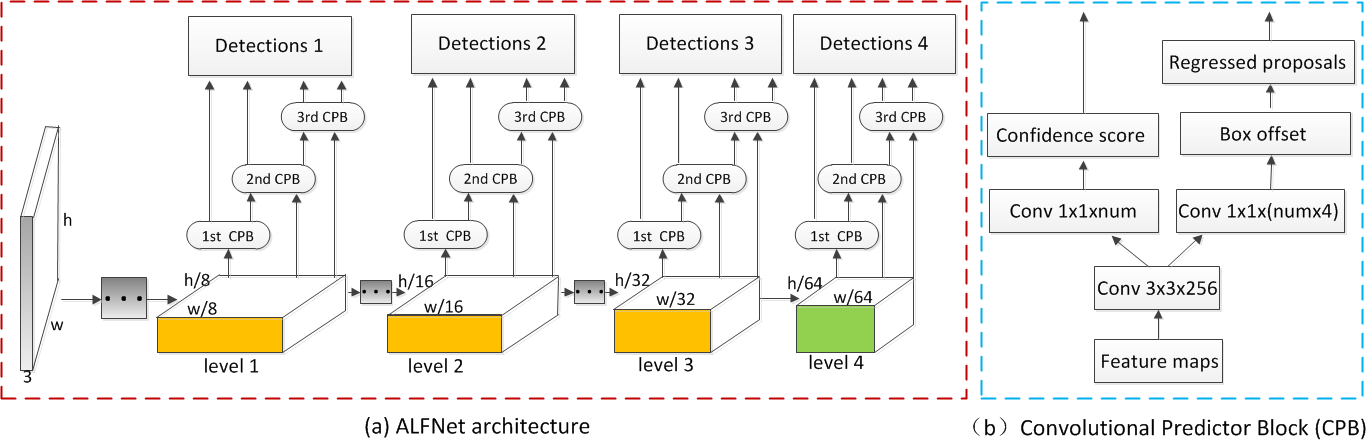 Detections 1
Detections 2
Detections 3
Detections 4
3rd CPB
3rd CPB
3rd CPB
3rd CPB
2nd CPB
2nd CPB
2nd CPB
2nd CPB
1st CPB
1st CPB
1st CPB
1st CPB
h
w
3
h/8
w/8
h/16
w/16
h/32
w/32
h/64
w/64
level 1
level 2
level 3
level 4
(a) ALFNet architecture
Regressed proposals
Confidence score
Box offset
Conv 1x1xnum
Conv 1x1x(numx4)
Conv 3x3x256
Feature maps
(b) Convolutional Predictor Block (CPB)